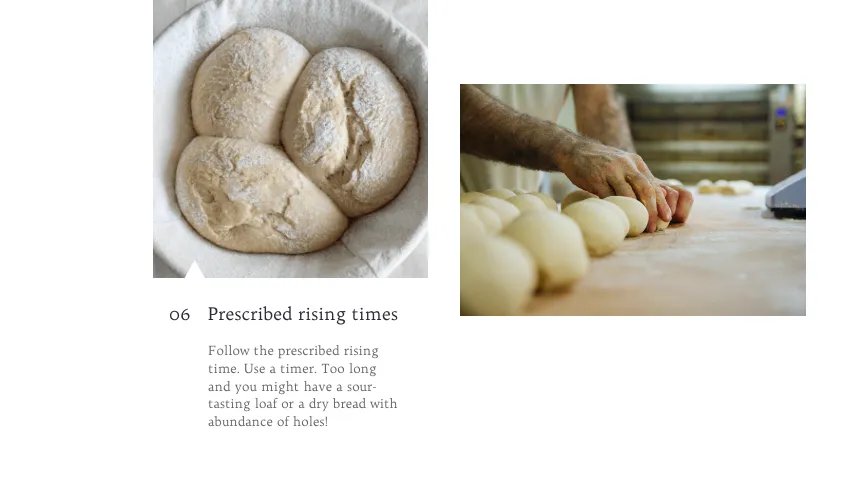 06 Prescribed rising times
Follow the prescribed rising
time. Use a timer. Too long
and you might have a sour-
tasting loaf or a dry bread with
abundance of holes!